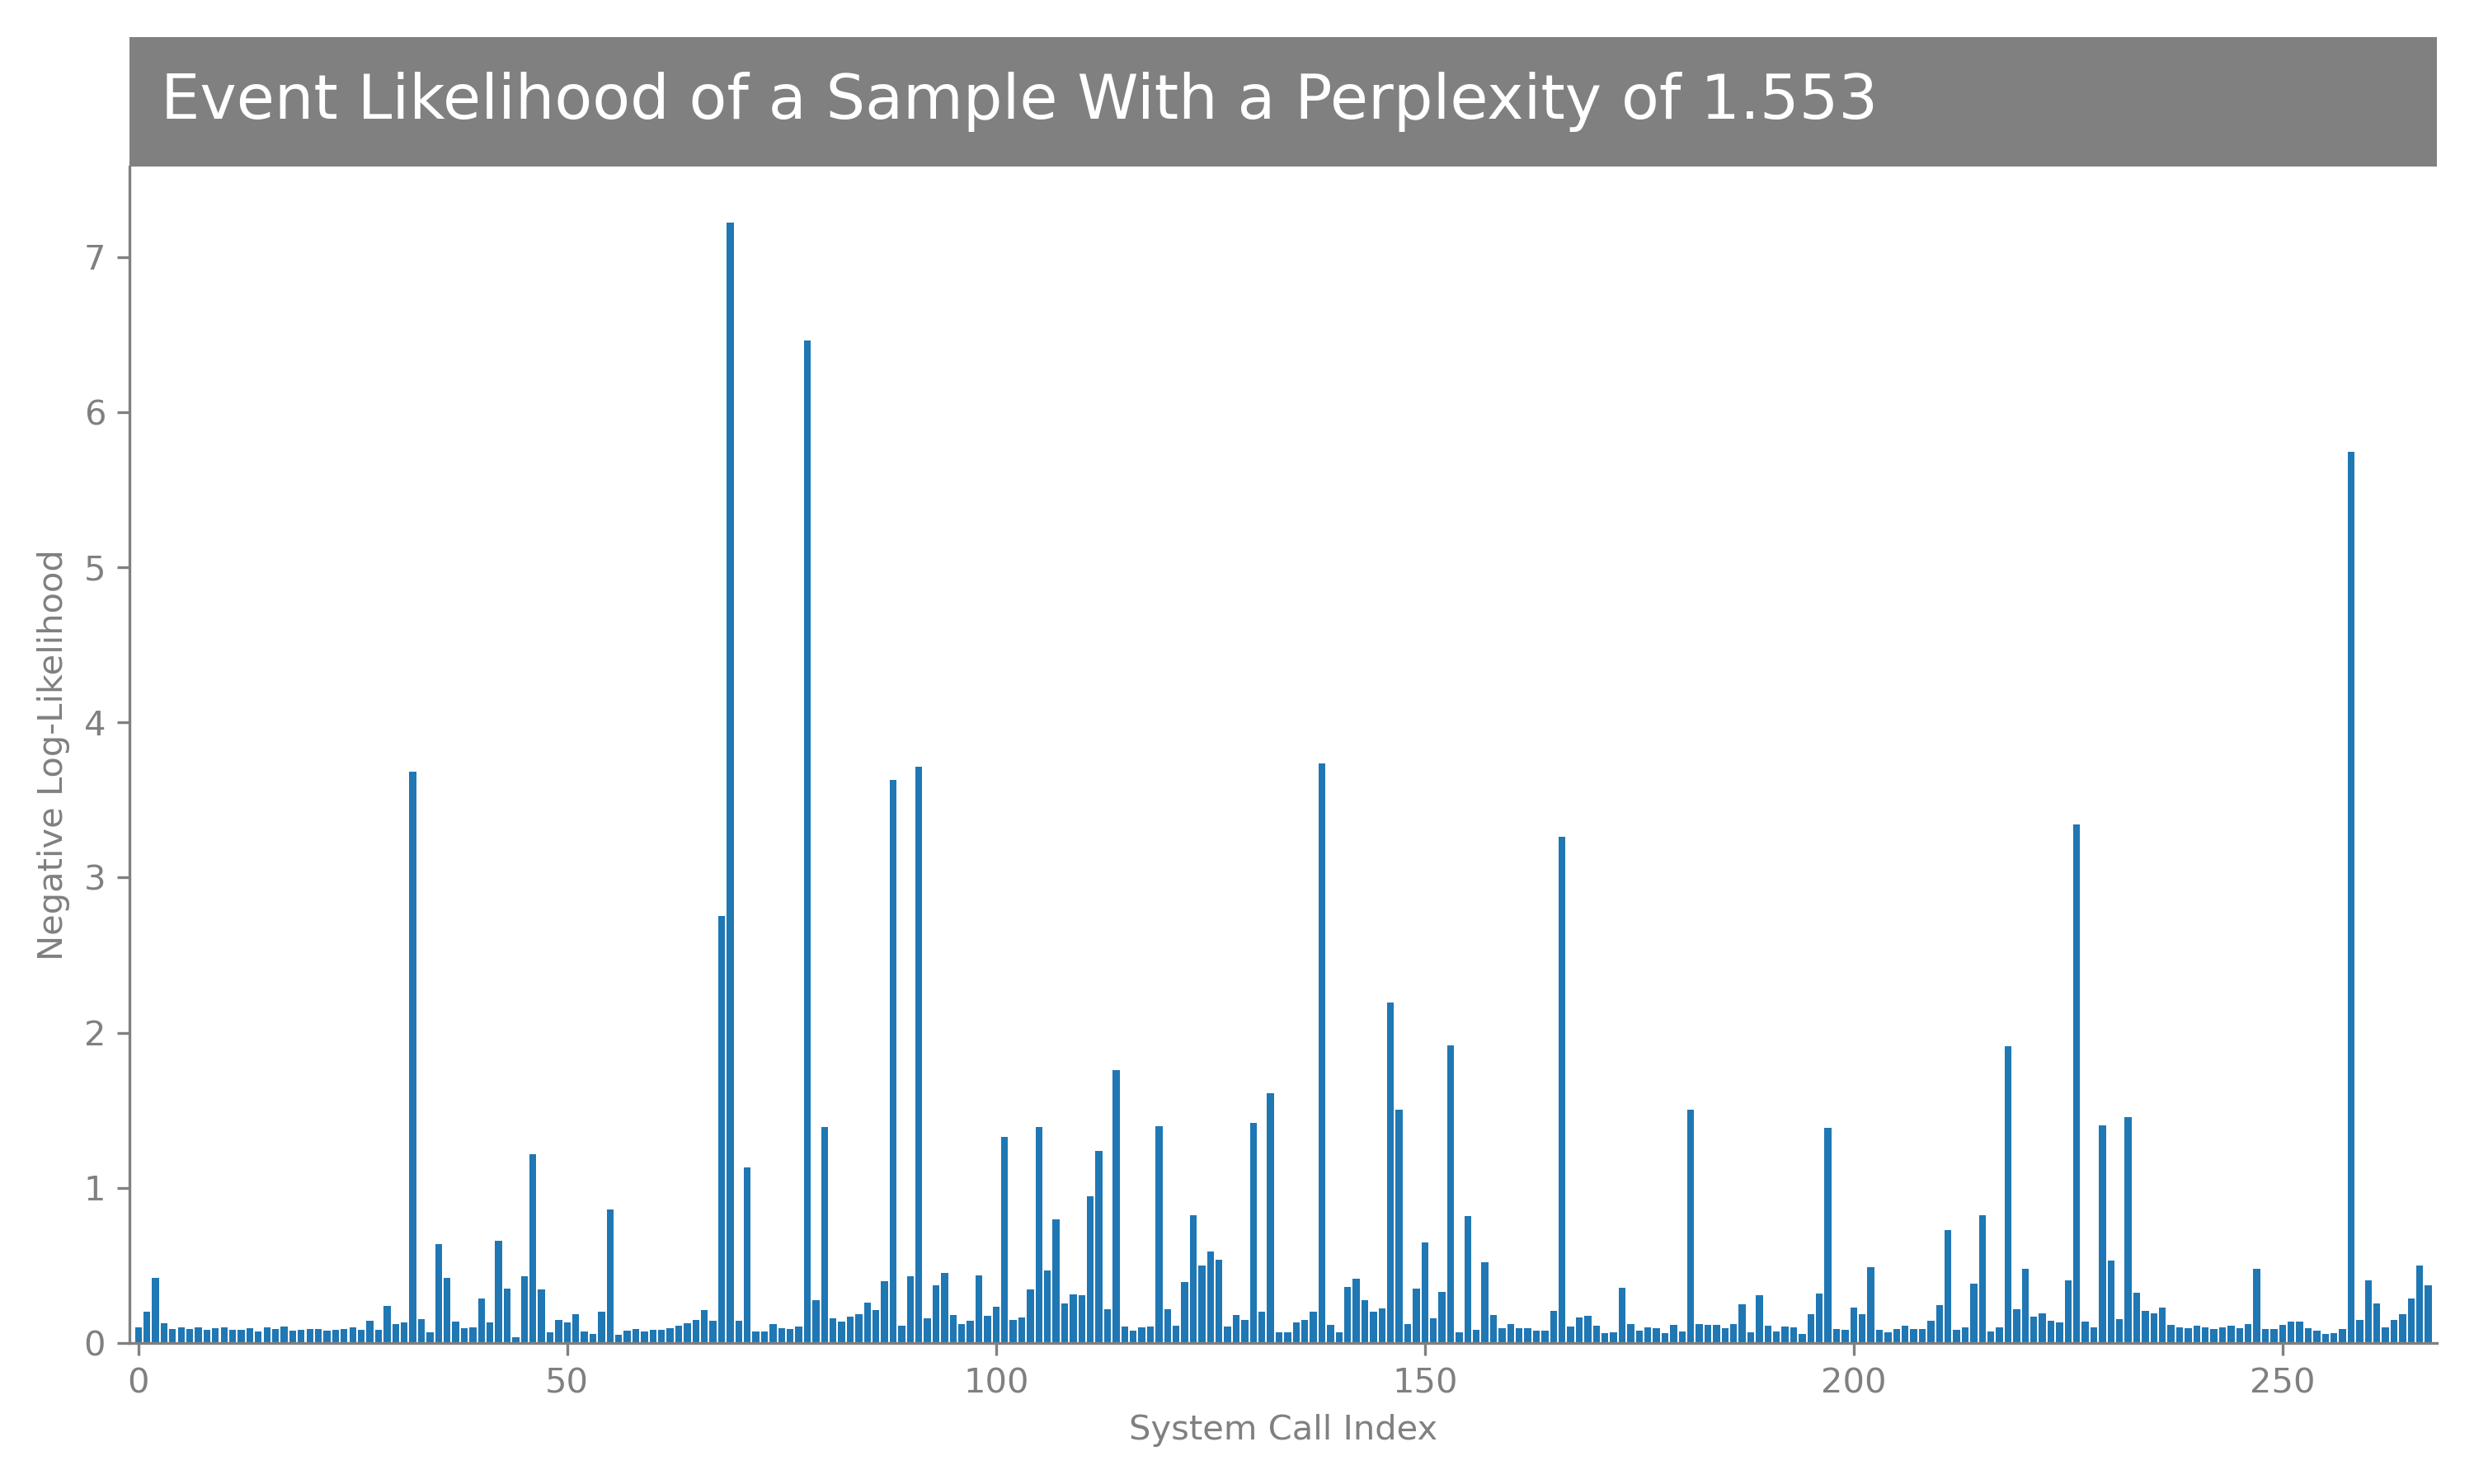 Event Likelihood of a Sample With a Perplexity of 1.553
Negative Log-Likelihood
7
6
5
4
3
2
1
0
0 50 100 150 200 250
System Call Index